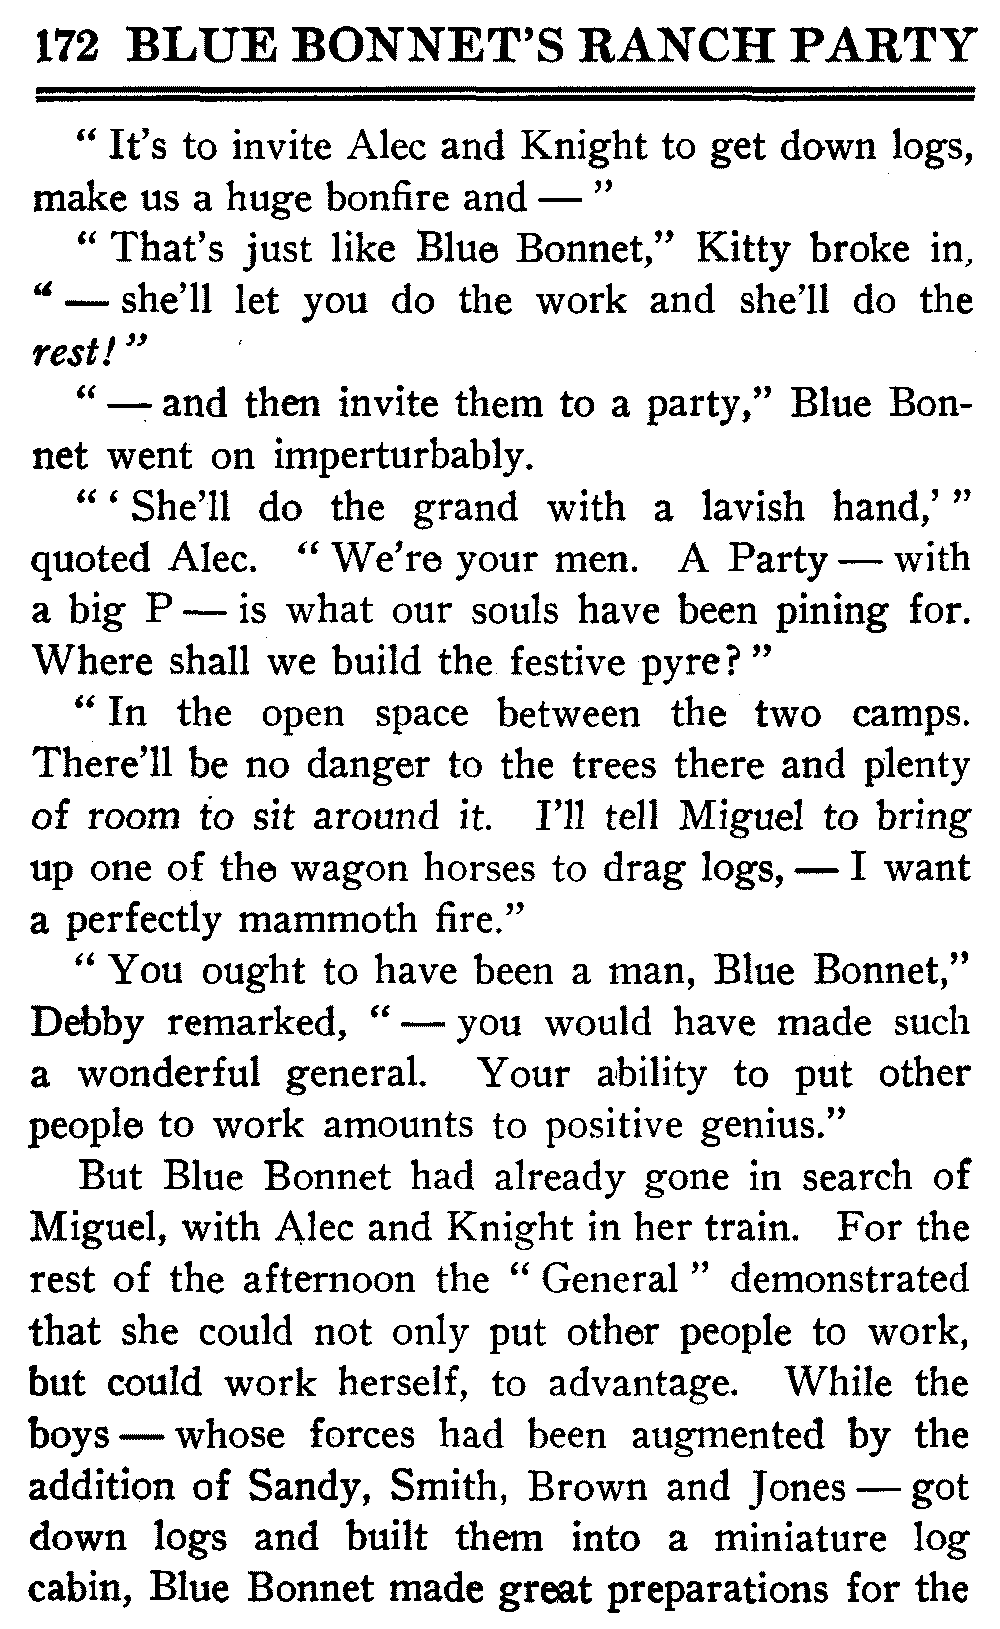 172 BLUE BONNET'S RANCH PARTY
“ It's to invite Alec and Knight to get down logs,
make us a huge bonfire and — ”
“ That's just like Blue Bonnet,” Kitty broke in,
“ — she'll let you do the work and she'll do the
rest! ”
“ — and then invite them to a party,” Blue Bon-
net went on imperturbably.
“ ‘ She'll do the grand with a lavish hand,’ ”
quoted Alec. “ We're your men. A Party — with
a big P — is what our souls have been pining for.
Where shall we build the festive pyre? ”
“ In the open space between the two camps.
There'll be no danger to the trees there and plenty
of room to sit around it. I'll tell Miguel to bring
up one of the wagon horses to drag logs, — I want
a perfectly mammoth fire.”
“ You ought to have been a man, Blue Bonnet,”
Debby remarked, “ — you would have made such
a wonderful general. Your ability to put other
people to work amounts to positive genius.”
But Blue Bonnet had already gone in search of
Miguel, with Alec and Knight in her train. For the
rest of the afternoon the “ General ” demonstrated
that she could not only put other people to work,
but could work herself, to advantage. While the
boys — whose forces had been augmented by the
addition of Sandy, Smith, Brown and Jones — got
down logs and built them into a miniature log
cabin, Blue Bonnet made great preparations for the